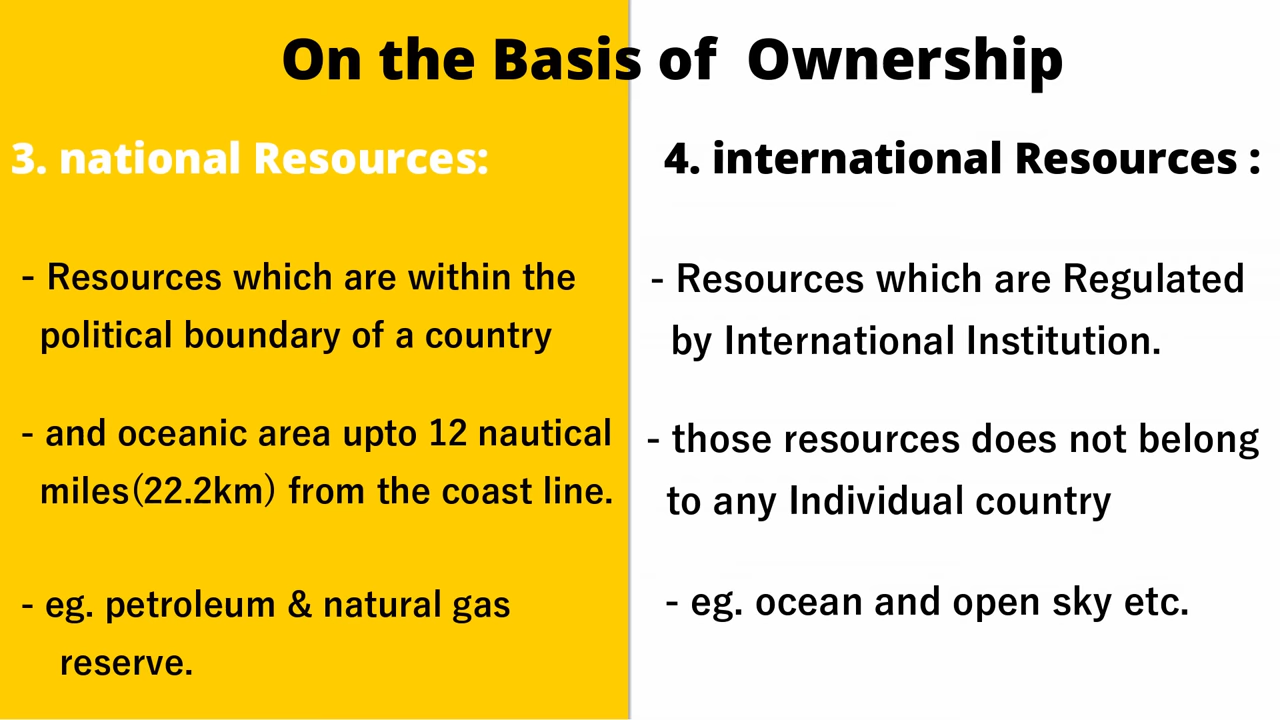 On the Basis of Ownership
3. national Resources:
- Resources which are within the
political boundary of a country
- and oceanic area upto 12 nautical
miles(22.2km) from the coast line.
- eg. petroleum & natural gas
reserve.
4. international Resources :
- Resources which are Regulated
by International Institution.
- those resources does not belong
to any Individual country
- eg. ocean and open sky etc.